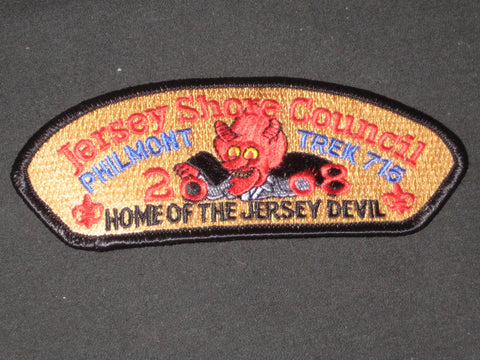 Jersey Shore Council
PHILMONT TREK 715
2008
HOME OF THE JERSEY DEVIL